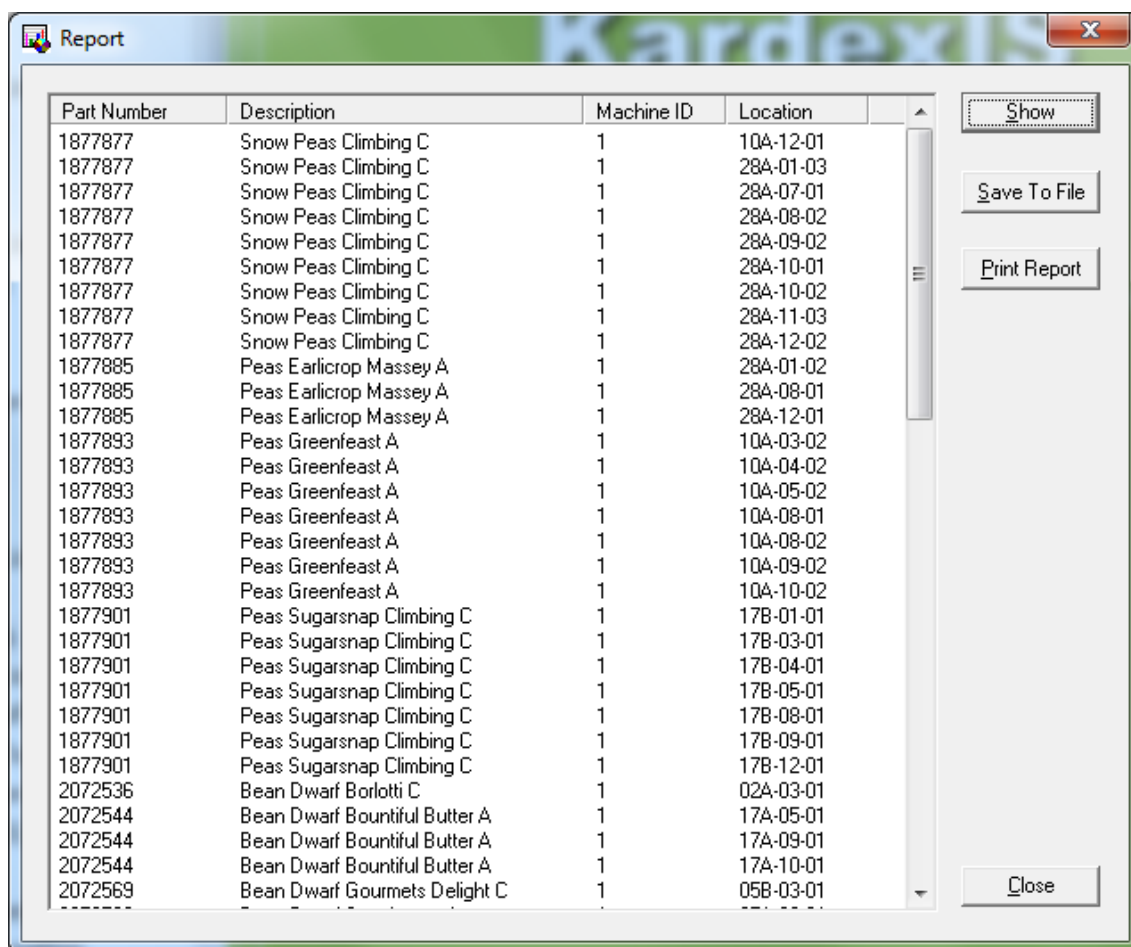 KardexIS
Report
Part Number Description Machine ID Location
1877877 Snow Peas Climbing C 1 10A-12-01
1877877 Snow Peas Climbing C 1 28A-01-03
1877877 Snow Peas Climbing C 1 28A-07-01
1877877 Snow Peas Climbing C 1 28A-08-02
1877877 Snow Peas Climbing C 1 28A-09-02
1877877 Snow Peas Climbing C 1 28A-10-01
1877877 Snow Peas Climbing C 1 28A-10-02
1877877 Snow Peas Climbing C 1 28A-11-03
1877877 Snow Peas Climbing C 1 28A-12-02
1877885 Peas Earlicrop Massey A 1 28A-01-02
1877885 Peas Earlicrop Massey A 1 28A-08-01
1877885 Peas Earlicrop Massey A 1 28A-12-01
1877893 Peas Greenfeast A 1 10A-03-02
1877893 Peas Greenfeast A 1 10A-04-02
1877893 Peas Greenfeast A 1 10A-05-02
1877893 Peas Greenfeast A 1 10A-08-01
1877893 Peas Greenfeast A 1 10A-08-02
1877893 Peas Greenfeast A 1 10A-09-02
1877893 Peas Greenfeast A 1 10A-10-02
1877901 Peas Sugarsnap Climbing C 1 17B-01-01
1877901 Peas Sugarsnap Climbing C 1 17B-03-01
1877901 Peas Sugarsnap Climbing C 1 17B-04-01
1877901 Peas Sugarsnap Climbing C 1 17B-05-01
1877901 Peas Sugarsnap Climbing C 1 17B-08-01
1877901 Peas Sugarsnap Climbing C 1 17B-09-01
1877901 Peas Sugarsnap Climbing C 1 17B-12-01
2072536 Bean Dwarf Borlotti C 1 02A-03-01
2072544 Bean Dwarf Bountiful Butter A 1 17A-05-01
2072544 Bean Dwarf Bountiful Butter A 1 17A-09-01
2072544 Bean Dwarf Bountiful Butter A 1 17A-10-01
2072569 Bean Dwarf Gourmets Delight C 1 05B-03-01
Show
Save To File
Print Report
Close